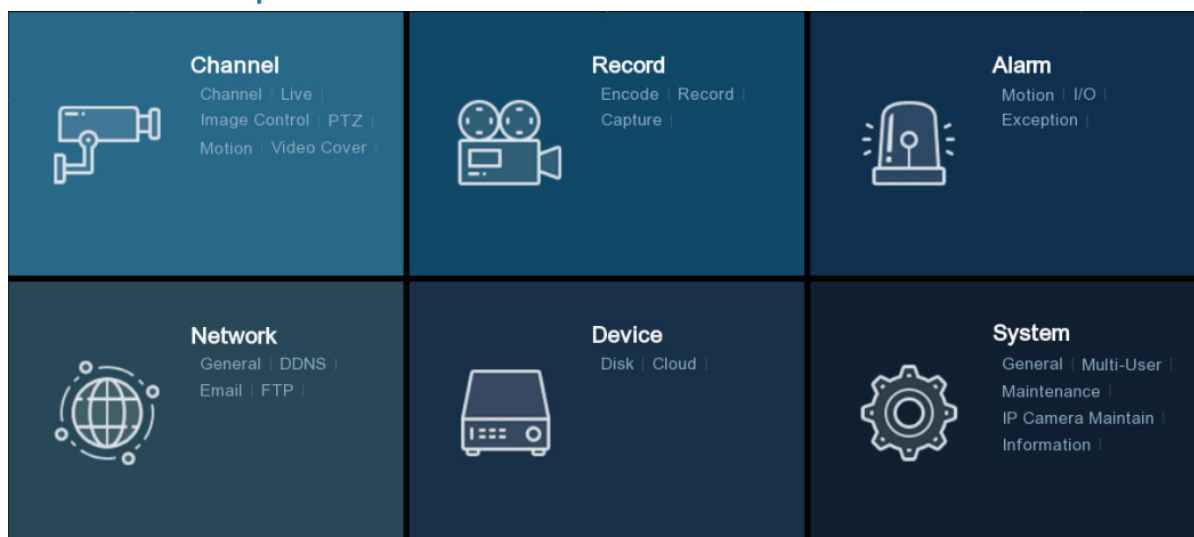 Channel
Channel | Live |
Image Control | PTZ |
Motion | Video Cover |
Record
Encode | Record |
Capture |
Alarm
Motion | I/O |
Exception |
Network
General | DDNS |
Email | FTP |
Device
Disk | Cloud |
System
General | Multi-User |
Maintenance |
IP Camera Maintain |
Information |